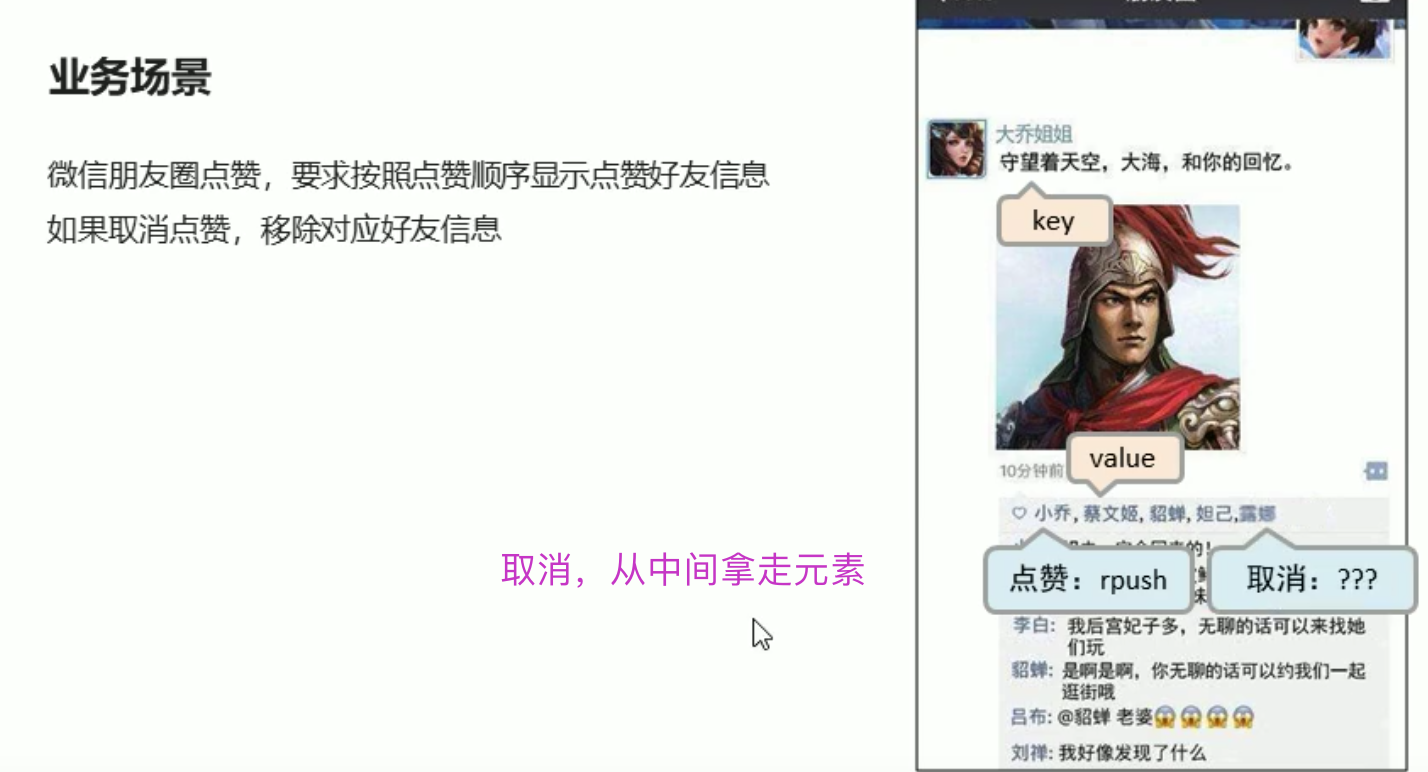 业务场景
微信朋友圈点赞，要求按照点赞顺序显示点赞好友信息
如果取消点赞，移除对应好友信息
取消，从中间拿走元素
大乔姐姐
守望着天空，大海，和你的回忆。
key
10分钟前
value
小乔, 蔡文姬, 貂蝉, 妲己,露娜
点赞：rpush
取消：???
李白: 我后宫妃子多，无聊的话可以来找她
们玩
貂蝉: 是啊是啊，你无聊的话可以约我们一起
逛街哦
吕布: @貂蝉 老婆😱😱😱😱
刘禅: 我好像发现了什么